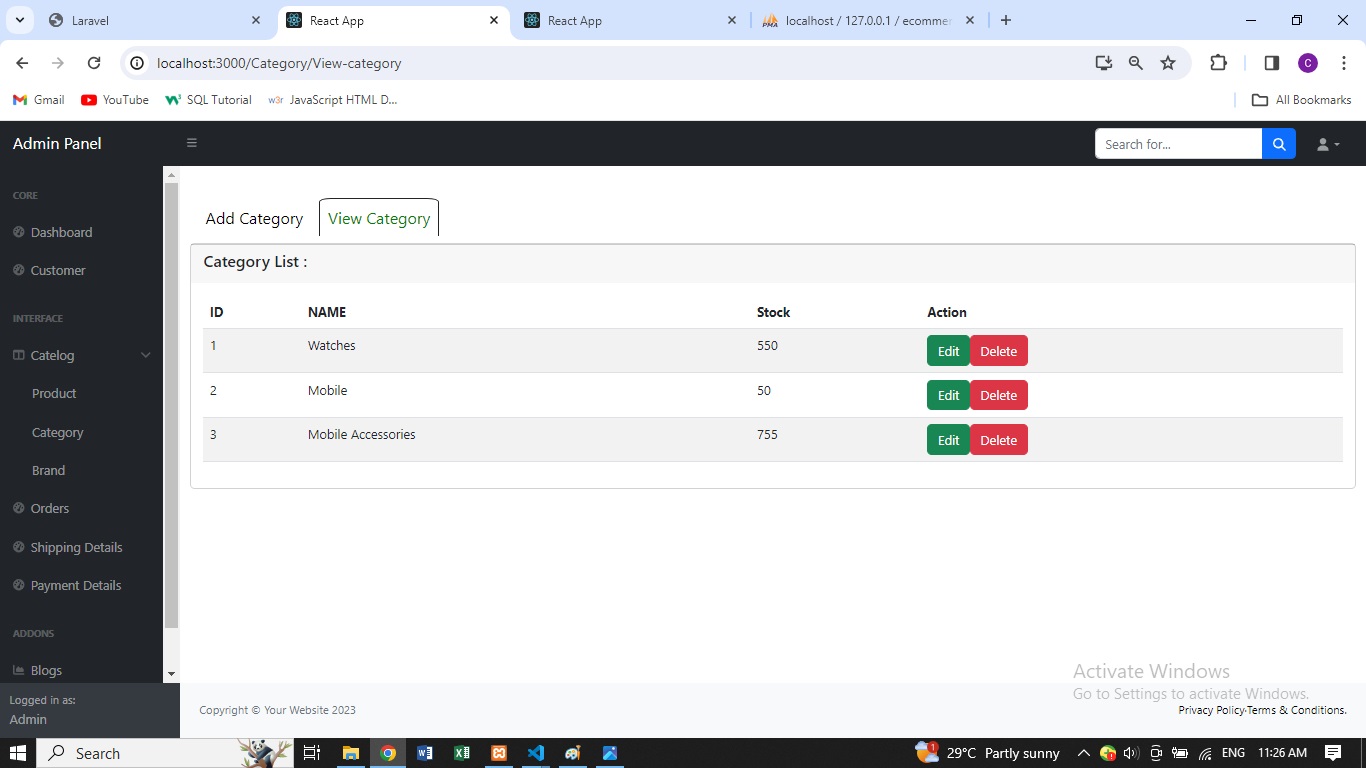 Laravel
React App
React App
localhost / 127.0.0.1 / ecommer
localhost:3000/Category/View-category
C
Gmail
YouTube
SQL Tutorial
JavaScript HTML D...
All Bookmarks
Admin Panel
Search for...
CORE
Dashboard
Customer
INTERFACE
Catelog
Product
Category
Brand
Orders
Shipping Details
Payment Details
ADDONS
Blogs
Logged in as:
Admin
Add Category View Category
Category List :
ID NAME Stock Action
1 Watches 550 Edit Delete
2 Mobile 50 Edit Delete
3 Mobile Accessories 755 Edit Delete
Activate Windows
Go to Settings to activate Windows.
Copyright © Your Website 2023
Privacy Policy·Terms & Conditions.
Search
1
29°C Partly sunny
ENG
11:26 AM